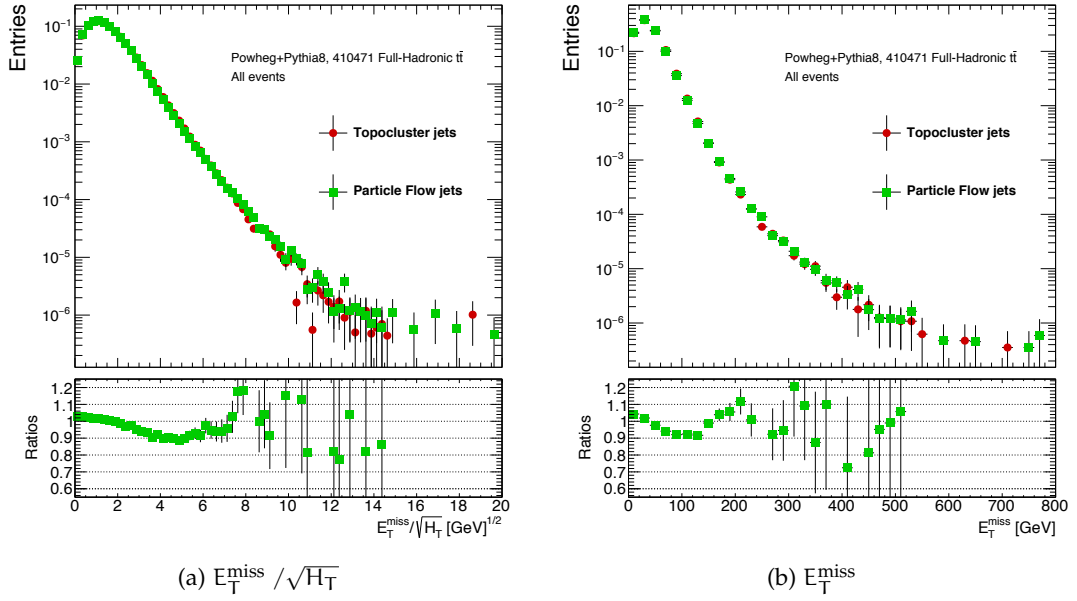 Entries
10⁻¹
10⁻²
10⁻³
10⁻⁴
10⁻⁵
10⁻⁶
Powheg+Pythia8, 410471 Full-Hadronic tt̄
All events
Topocluster jets
Particle Flow jets
Ratios
1.2
1.1
1
0.9
0.8
0.7
0.6
0 2 4 6 8 10 12 14 16 18 20
E_T^miss/√H_T [GeV]^1/2
(a) E_T^miss /√H_T
Entries
1
10⁻¹
10⁻²
10⁻³
10⁻⁴
10⁻⁵
10⁻⁶
Powheg+Pythia8, 410471 Full-Hadronic tt̄
All events
Topocluster jets
Particle Flow jets
Ratios
1.2
1.1
1
0.9
0.8
0.7
0.6
0 100 200 300 400 500 600 700 800
E_T^miss [GeV]
(b) E_T^miss